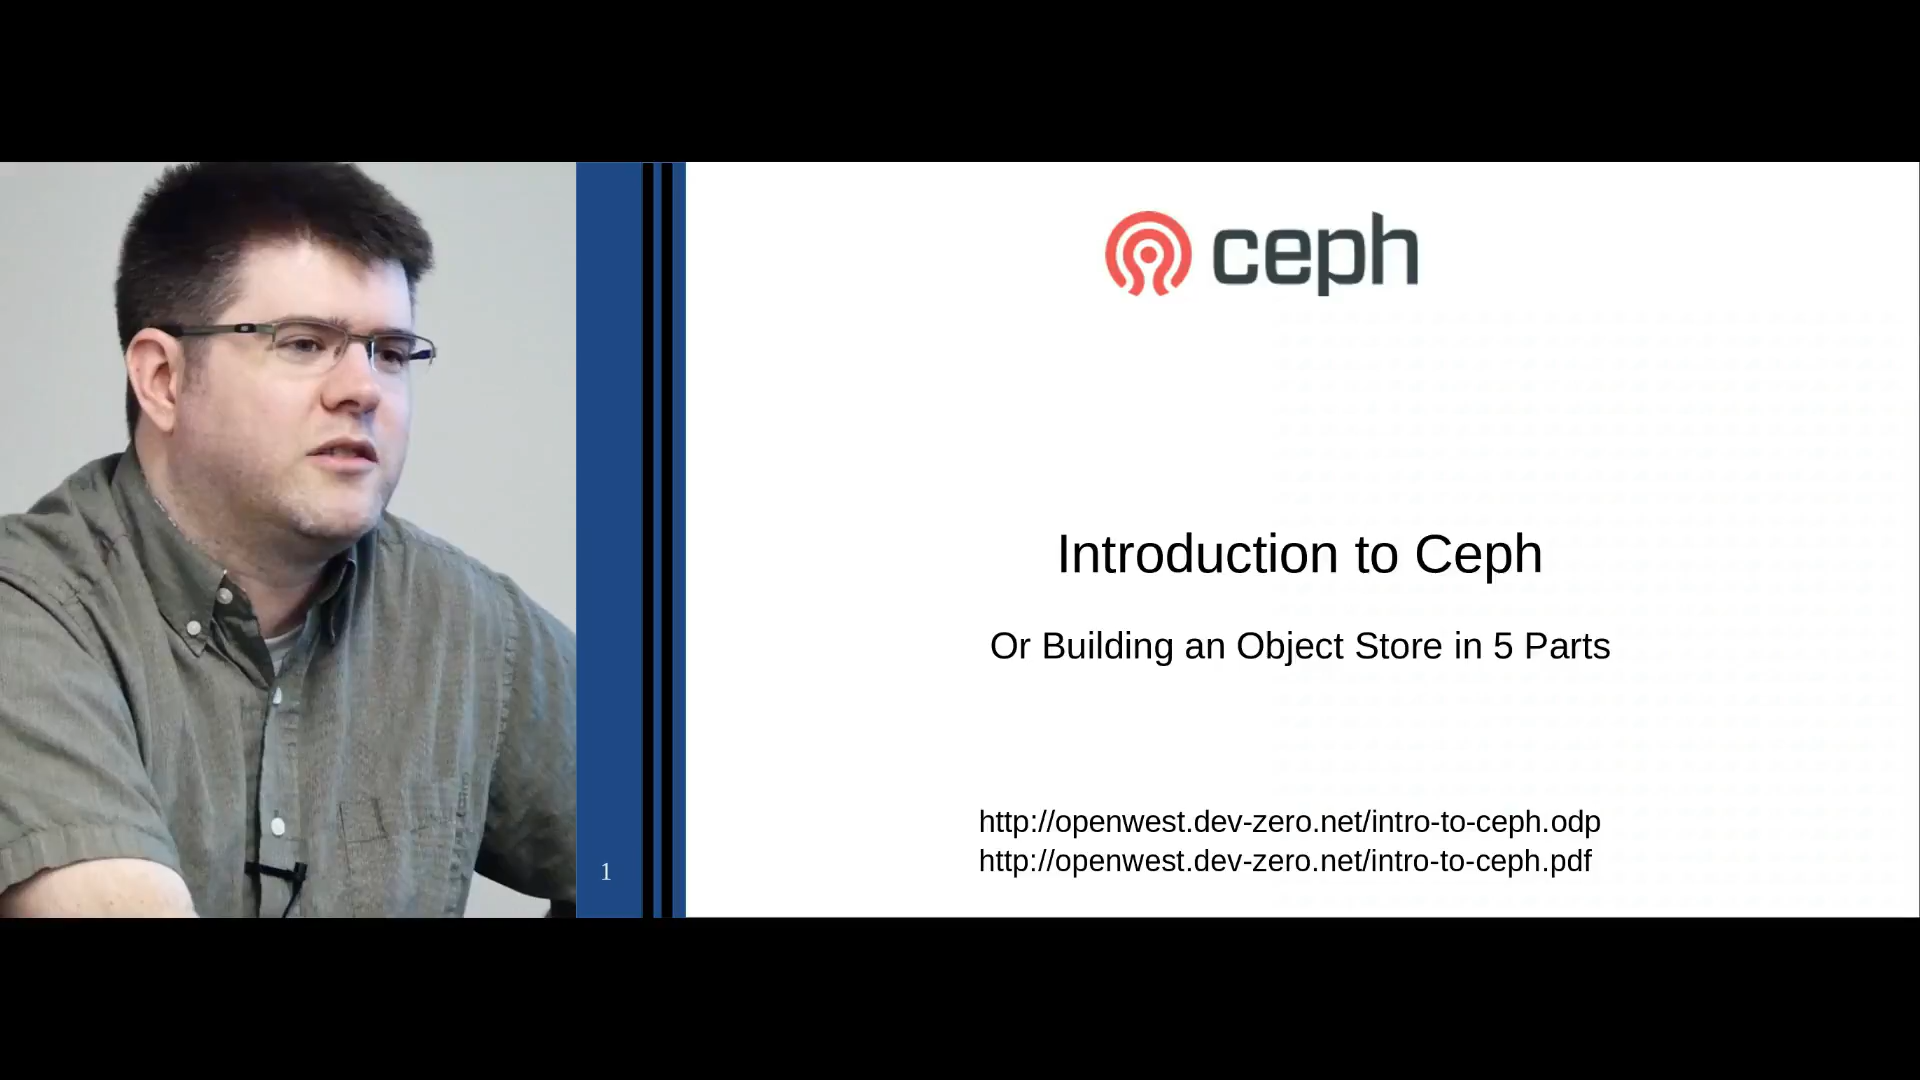 ceph
Introduction to Ceph
Or Building an Object Store in 5 Parts
http://openwest.dev-zero.net/intro-to-ceph.odp
http://openwest.dev-zero.net/intro-to-ceph.pdf
1